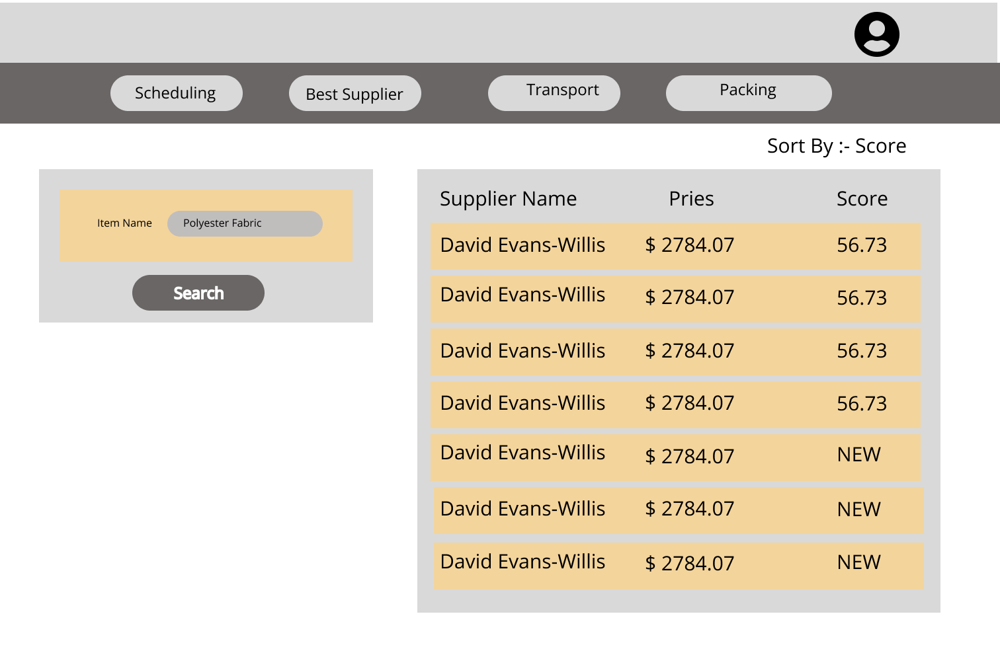 Scheduling Best Supplier Transport Packing
Sort By :- Score
Item Name Polyester Fabric
Search
Supplier Name Pries Score
David Evans-Willis $ 2784.07 56.73
David Evans-Willis $ 2784.07 56.73
David Evans-Willis $ 2784.07 56.73
David Evans-Willis $ 2784.07 56.73
David Evans-Willis $ 2784.07 NEW
David Evans-Willis $ 2784.07 NEW
David Evans-Willis $ 2784.07 NEW